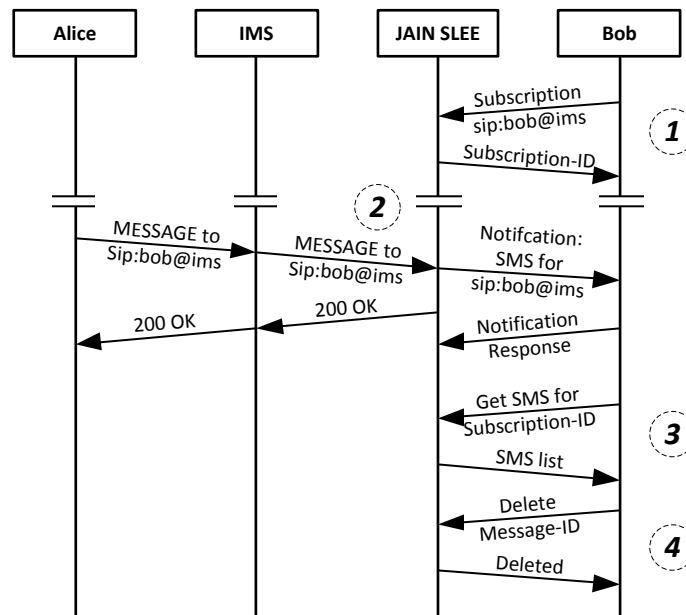 Alice
IMS
JAIN SLEE
Bob
Subscription
sip:bob@ims
1
Subscription-ID
2
MESSAGE to
Sip:bob@ims
MESSAGE to
Sip:bob@ims
Notifcation:
SMS for
sip:bob@ims
200 OK
200 OK
Notification
Response
Get SMS for
Subscription-ID
3
SMS list
Delete
Message-ID
4
Deleted